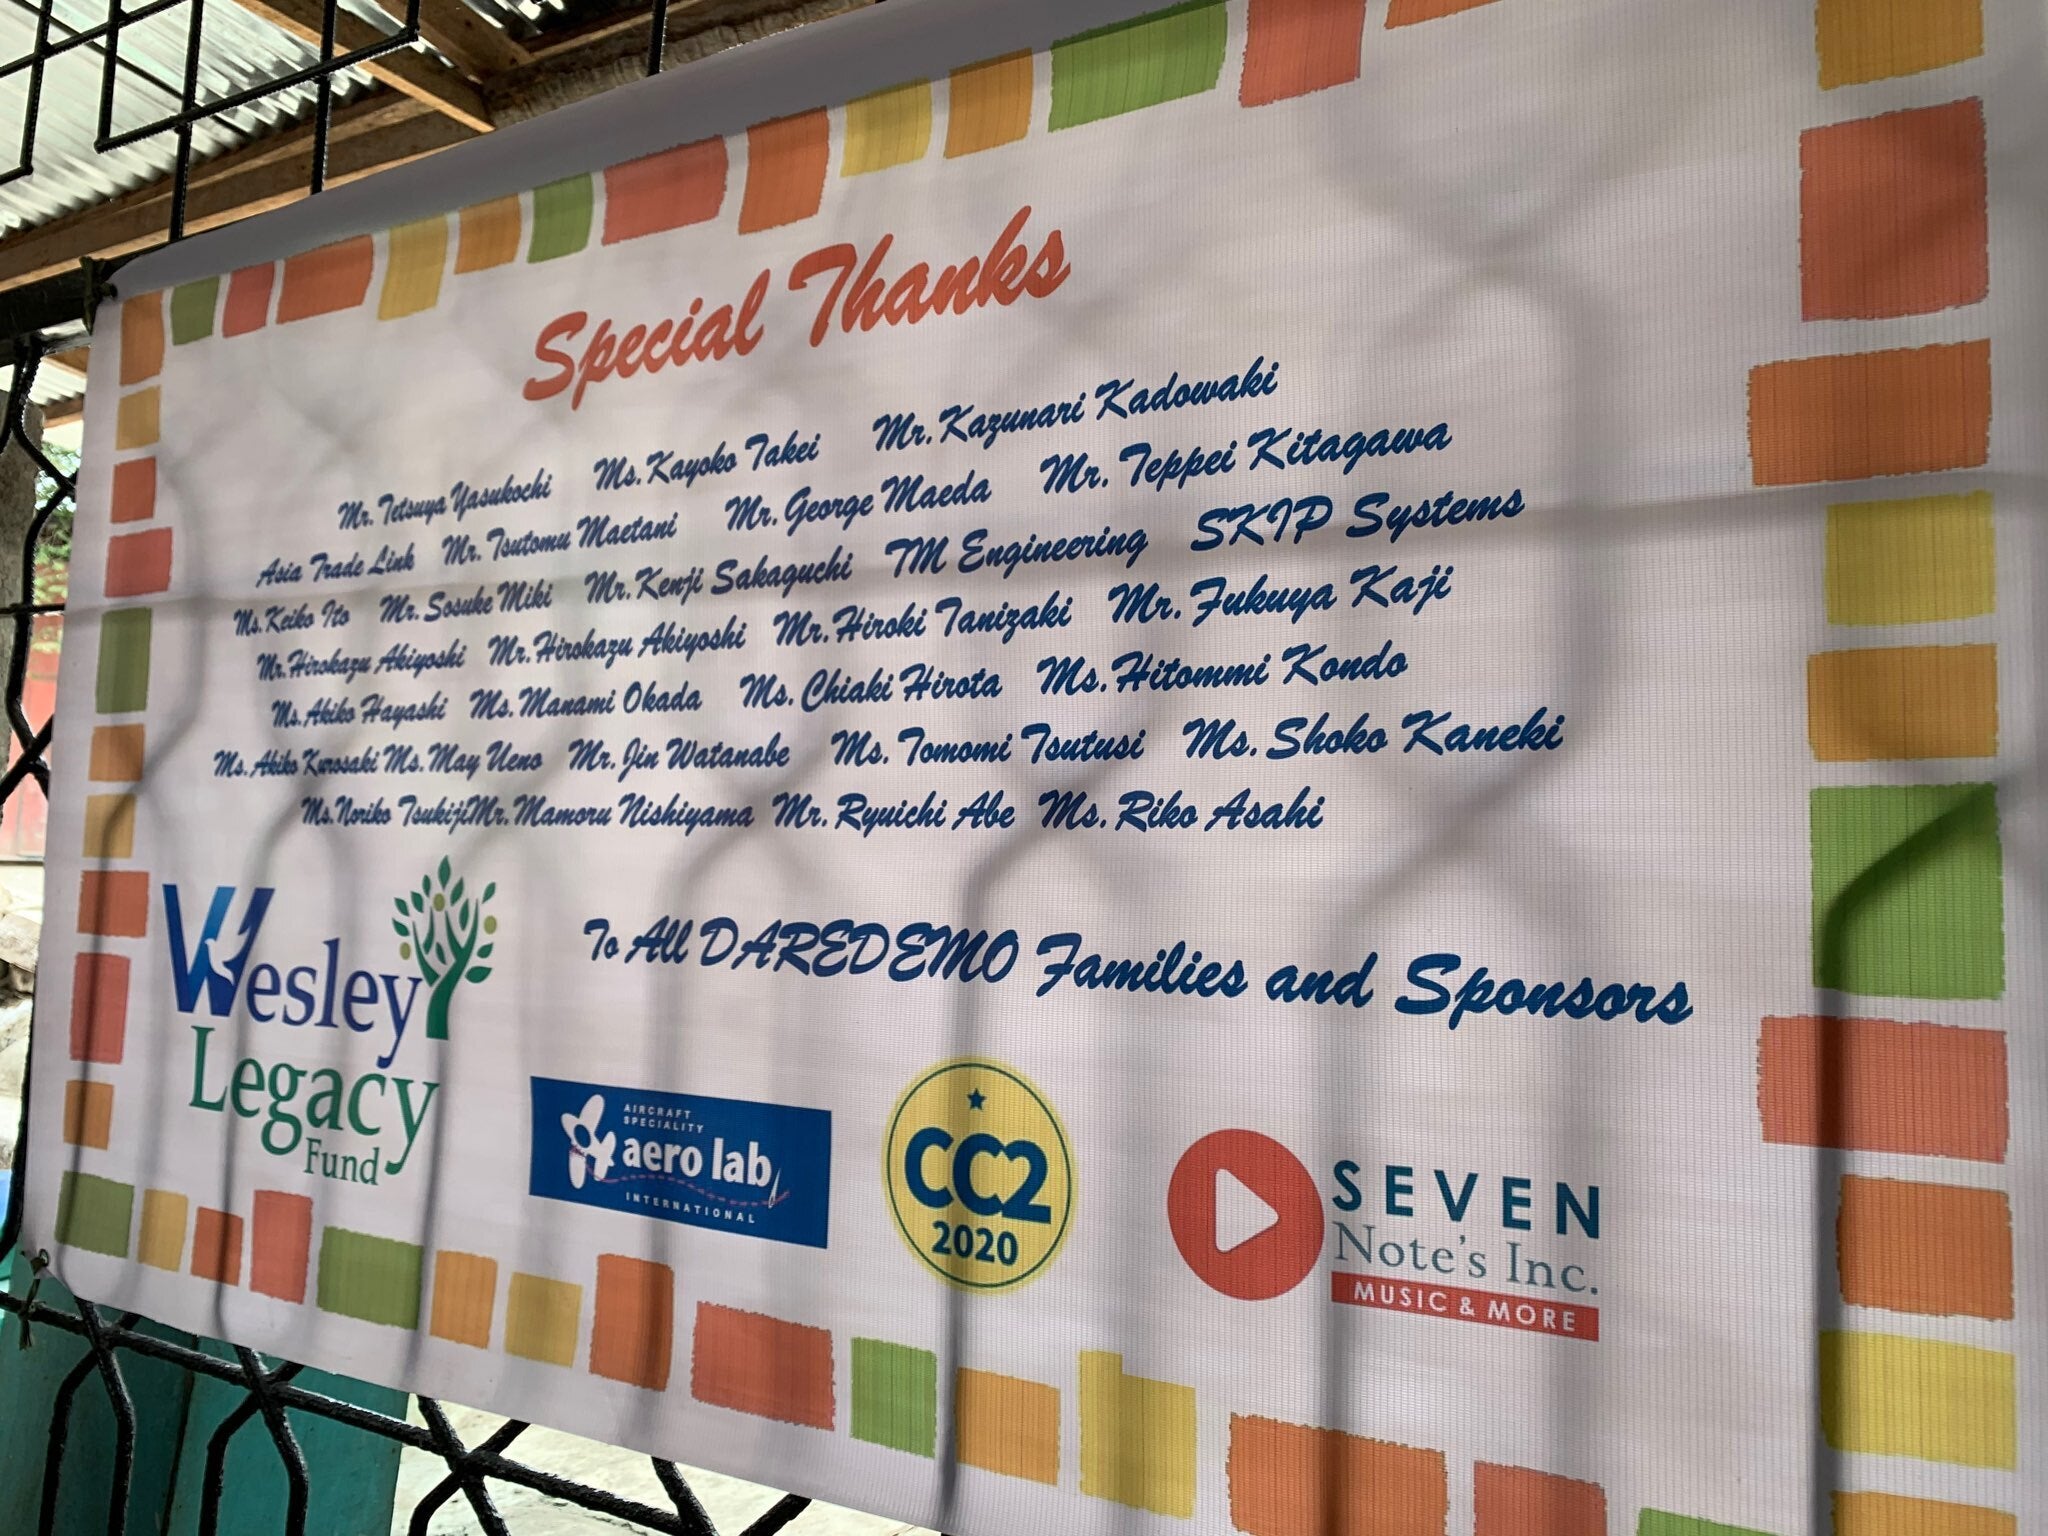 Special Thanks
Mr. Tetsuya Yasukochi Ms. Kayoko Takei Mr. Kazunari Kadowaki
Asia Trade Link Mr. Tsutomu Maetani Mr. George Maeda Mr. Teppei Kitagawa
Ms. Keiko Ito Mr. Sosuke Miki Mr. Kenji Sakaguchi TM Engineering SKIP Systems
Mr. Hirokazu Akiyoshi Mr. Hirokazu Akiyoshi Mr. Hiroki Tanizaki Mr. Fukuya Kaji
Ms. Akiko Hayashi Ms. Manami Okada Ms. Chiaki Hirota Ms. Hitommi Kondo
Ms. Akiko Kurosaki Ms. May Ueno Mr. Jin Watanabe Ms. Tomomi Tsutusi Ms. Shoko Kaneki
Ms. Noriko Tsukiji Mr. Mamoru Nishiyama Mr. Ryuichi Abe Ms. Riko Asahi
To All DAREDEMO Families and Sponsors
Wesley
Legacy
Fund
AIRCRAFT
SPECIALITY
aero lab
INTERNATIONAL
CC2
2020
SEVEN
Note's Inc.
MUSIC & MORE